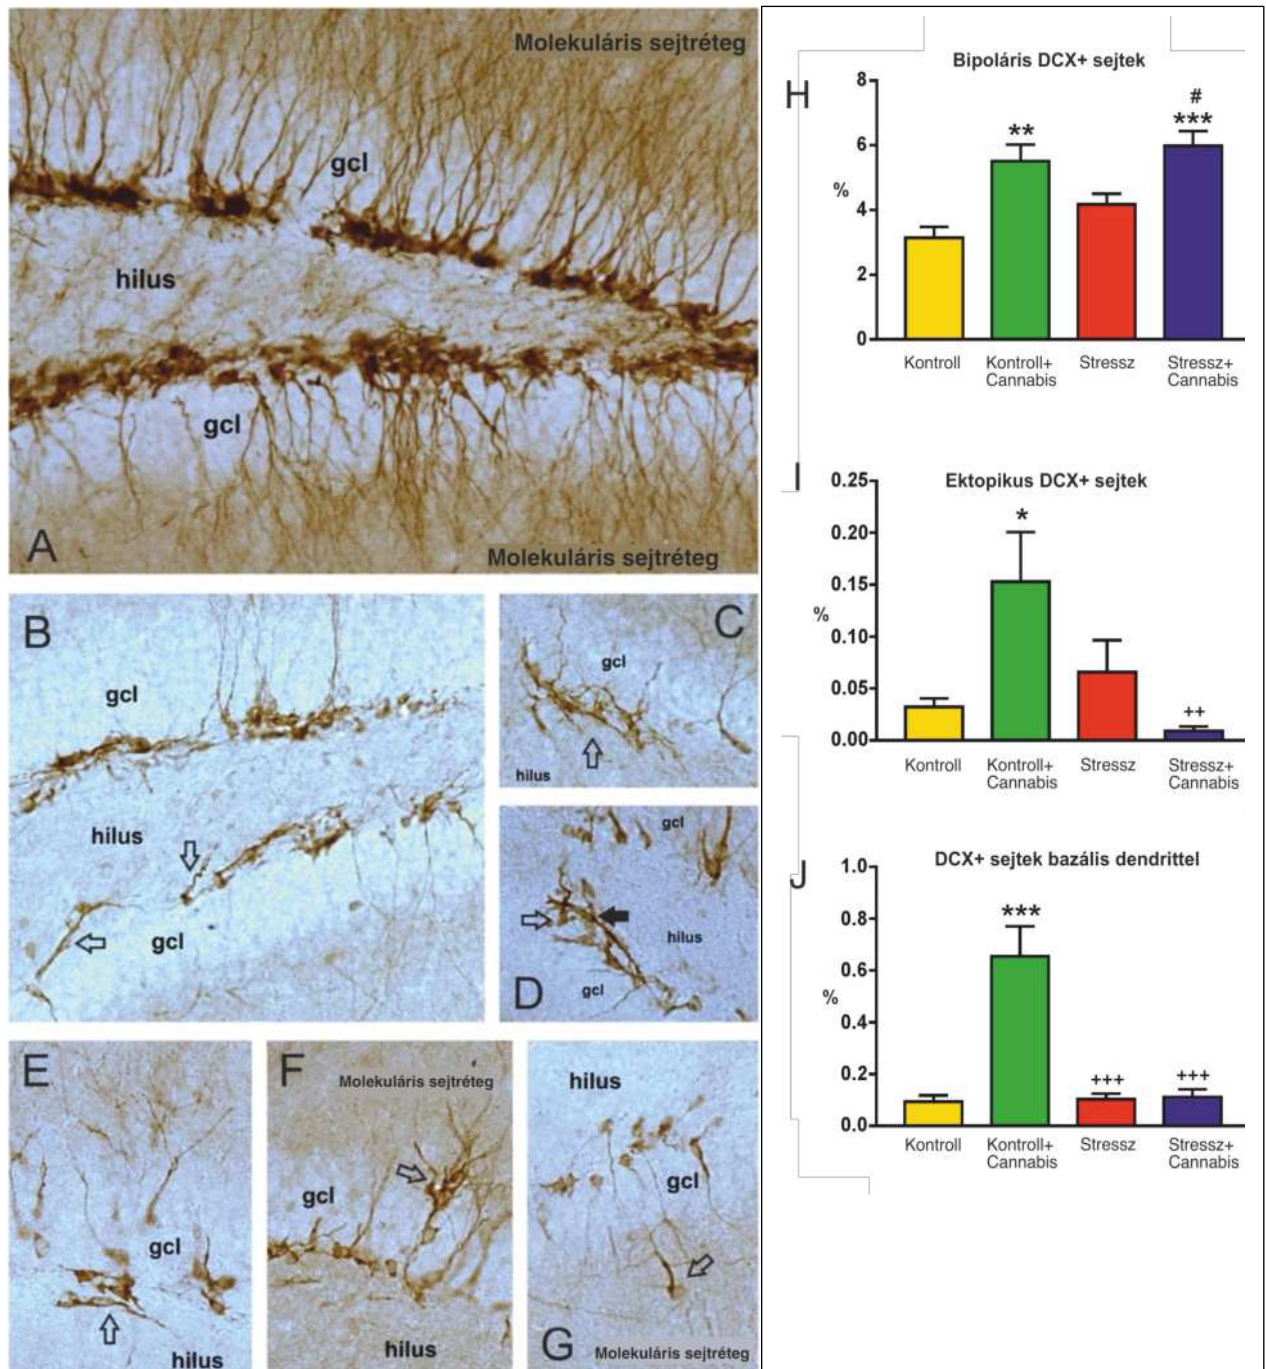 Molekuláris sejtréteg
gcl
hilus
gcl
A
Molekuláris sejtréteg
B
gcl
hilus
gcl
C
gcl
hilus
gcl
hilus
D
gcl
E
gcl
hilus
F
Molekuláris sejtréteg
gcl
hilus
hilus
gcl
G
Molekuláris sejtréteg
H
Bipoláris DCX+ sejtek
8
6
%
4
2
0
**
#
***
Kontroll
Kontroll+
Cannabis
Stressz
Stressz+
Cannabis
I
Ektopikus DCX+ sejtek
0.25
0.20
0.15
%
0.10
0.05
0.00
*
++
Kontroll
Kontroll+
Cannabis
Stressz
Stressz+
Cannabis
J
DCX+ sejtek bazális dendrittel
1.0
0.8
0.6
%
0.4
0.2
0.0
***
+++
+++
Kontroll
Kontroll+
Cannabis
Stressz
Stressz+
Cannabis